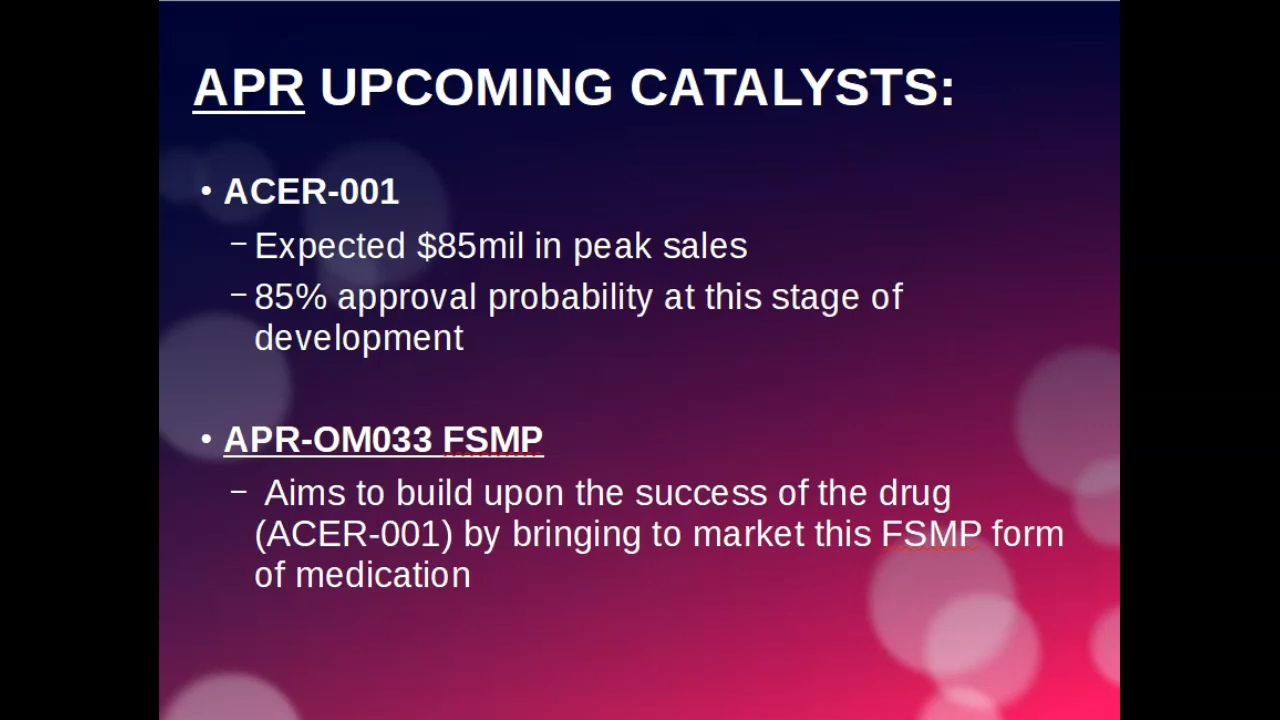 APR UPCOMING CATALYSTS:
• ACER-001
– Expected $85mil in peak sales
– 85% approval probability at this stage of
development
• APR-OM033 FSMP
– Aims to build upon the success of the drug
(ACER-001) by bringing to market this FSMP form
of medication